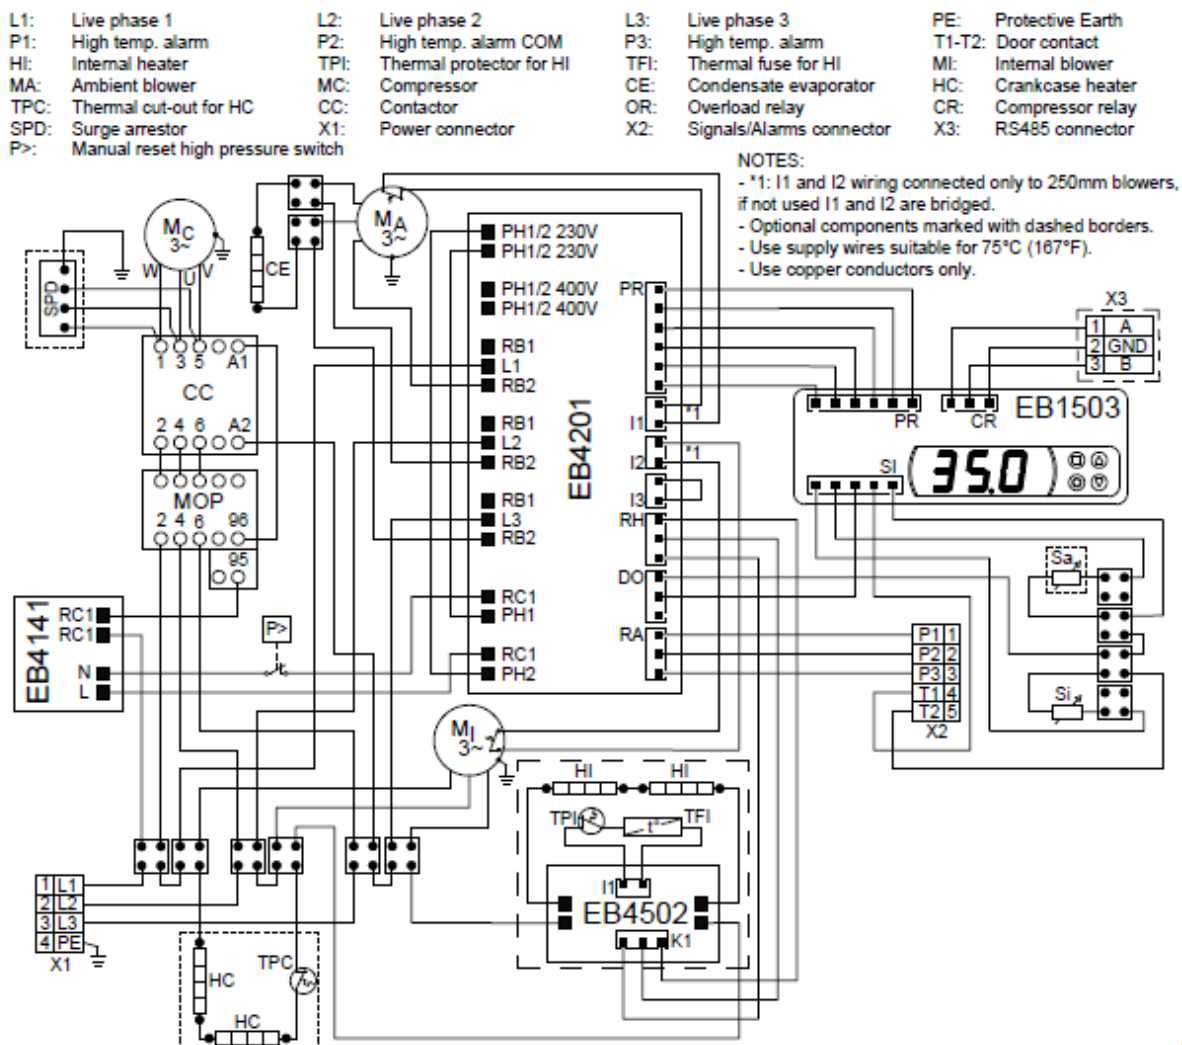 L1: Live phase 1 L2: Live phase 2 L3: Live phase 3 PE: Protective Earth
P1: High temp. alarm P2: High temp. alarm COM P3: High temp. alarm T1-T2: Door contact
HI: Internal heater TPI: Thermal protector for HI TFI: Thermal fuse for HI MI: Internal blower
MA: Ambient blower MC: Compressor CE: Condensate evaporator HC: Crankcase heater
TPC: Thermal cut-out for HC CC: Contactor OR: Overload relay CR: Compressor relay
SPD: Surge arrestor X1: Power connector X2: Signals/Alarms connector X3: RS485 connector
P>: Manual reset high pressure switch
NOTES:
- *1: I1 and I2 wiring connected only to 250mm blowers,
if not used I1 and I2 are bridged.
- Optional components marked with dashed borders.
- Use supply wires suitable for 75°C (167°F).
- Use copper conductors only.
MC
3~
W U V
SPD
CE
MA
3~
1 3 5 A1
CC
2 4 6 A2
MOP
2 4 6 96
95
EB4141
RC1
RC1
N
L
P>
EB4201
PH1/2 230V
PH1/2 230V
PH1/2 400V
PH1/2 400V
RB1
L1
RB2
RB1
L2
RB2
RB1
L3
RB2
RC1
PH1
RC1
PH2
PR
I1
*1
I2
*1
I3
RH
DO
RA
X3
1 A
2 GND
3 B
EB1503
PR
CR
SI
35.0
Sa
Si
P1 1
P2 2
P3 3
T1 4
T2 5
X2
MI
3~
HI HI
TPI
t°
TFI
I1
EB4502
K1
1 L1
2 L2
3 L3
4 PE
X1
HC
TPC
HC